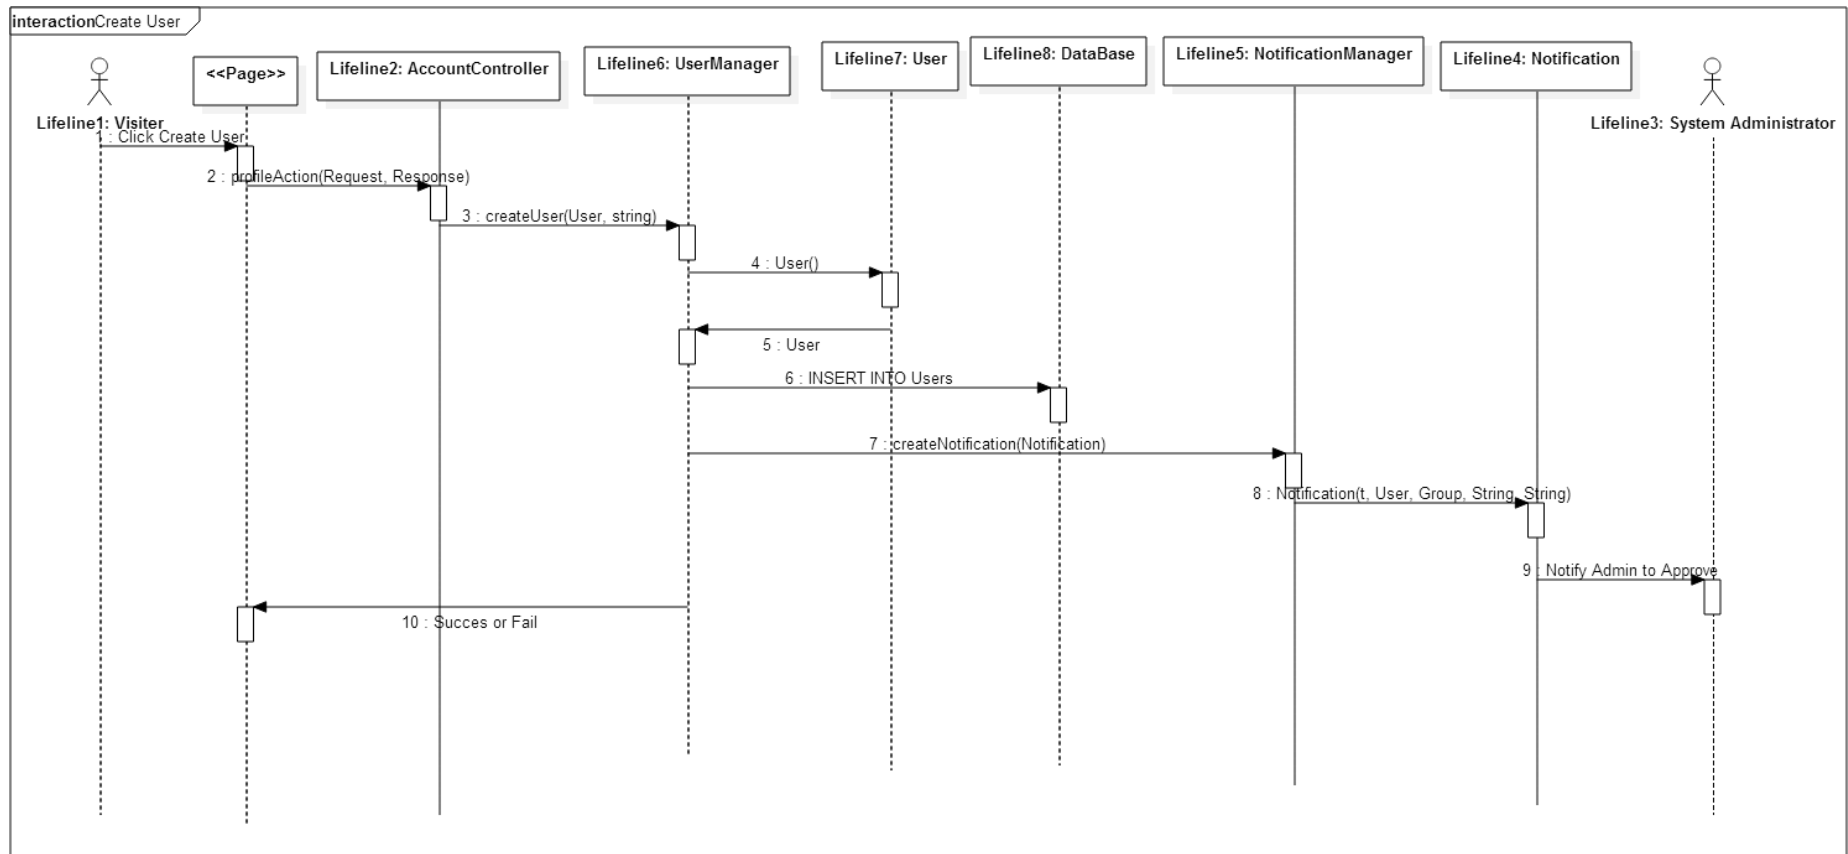 interactionCreate User
<<Page>>
Lifeline2: AccountController
Lifeline6: UserManager
Lifeline7: User
Lifeline8: DataBase
Lifeline5: NotificationManager
Lifeline4: Notification
Lifeline1: Visiter
Lifeline3: System Administrator
1 : Click Create User
2 : profileAction(Request, Response)
3 : createUser(User, string)
4 : User()
5 : User
6 : INSERT INTO Users
7 : createNotification(Notification)
8 : Notification(t, User, Group, String, String)
9 : Notify Admin to Approve
10 : Succes or Fail